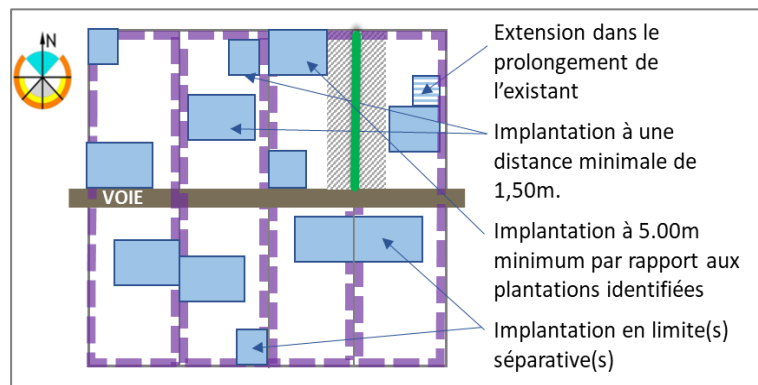 N
Extension dans le
prolongement de
l’existant
Implantation à une
distance minimale de
1,50m.
VOIE
Implantation à 5.00m
minimum par rapport aux
plantations identifiées
Implantation en limite(s)
séparative(s)